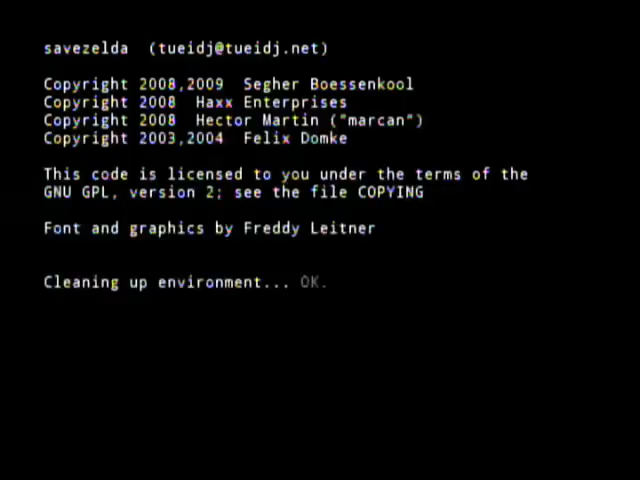 savezelda  (tueidj@tueidj.net)
Copyright 2008,2009  Segher Boessenkool
Copyright 2008  Haxx Enterprises
Copyright 2008  Hector Martin ("marcan")
Copyright 2003,2004  Felix Domke
This code is licensed to you under the terms of the
GNU GPL, version 2; see the file COPYING
Font and graphics by Freddy Leitner
Cleaning up environment... OK.